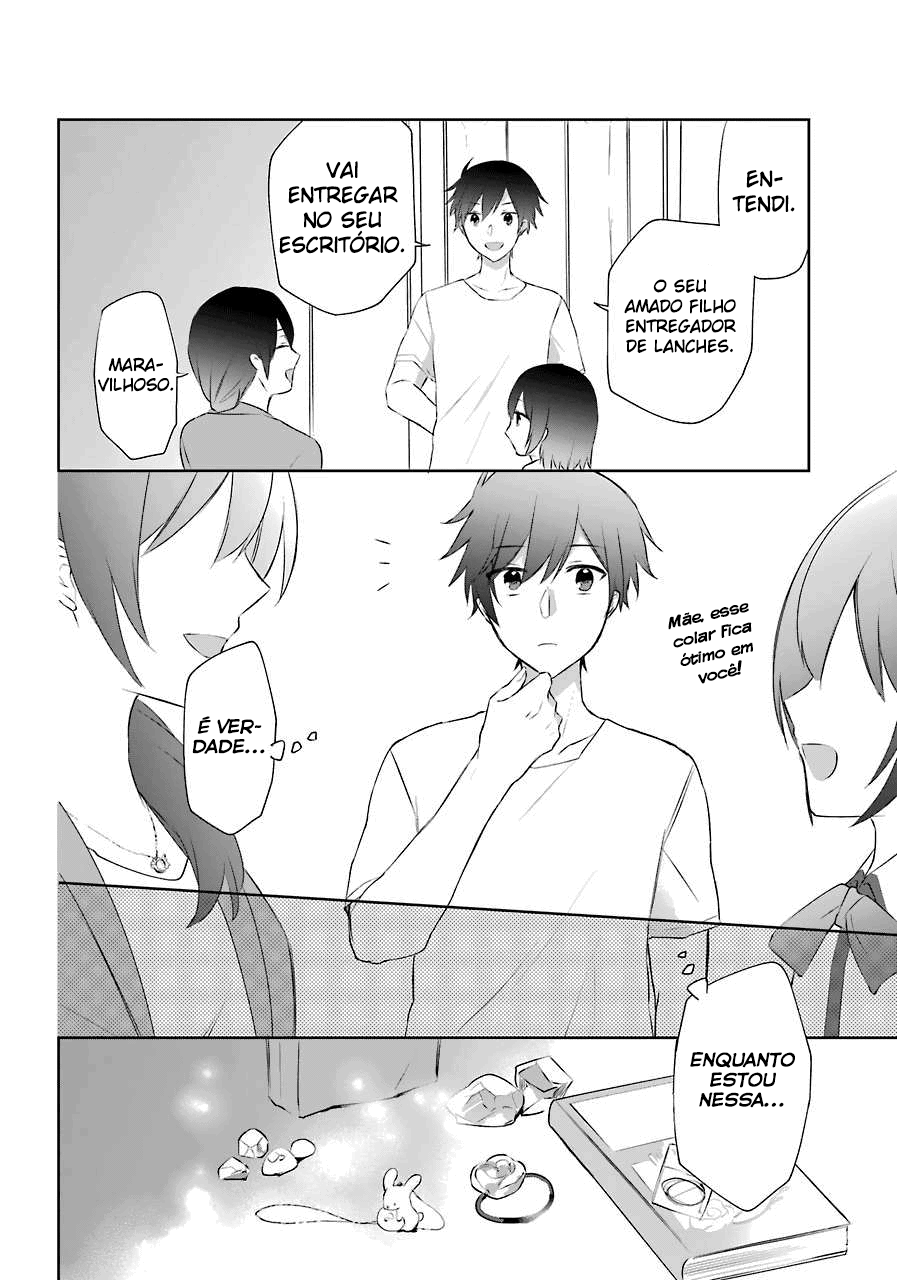 EN-
TENDI.
O SEU
AMADO FILHO
ENTREGADOR
DE LANCHES.
VAI
ENTREGAR
NO SEU
ESCRITÓRIO.
MARA-
VILHOSO.
Mãe, esse
colar fica
ótimo em
você!
É VER-
DADE...
ENQUANTO
ESTOU
NESSA...